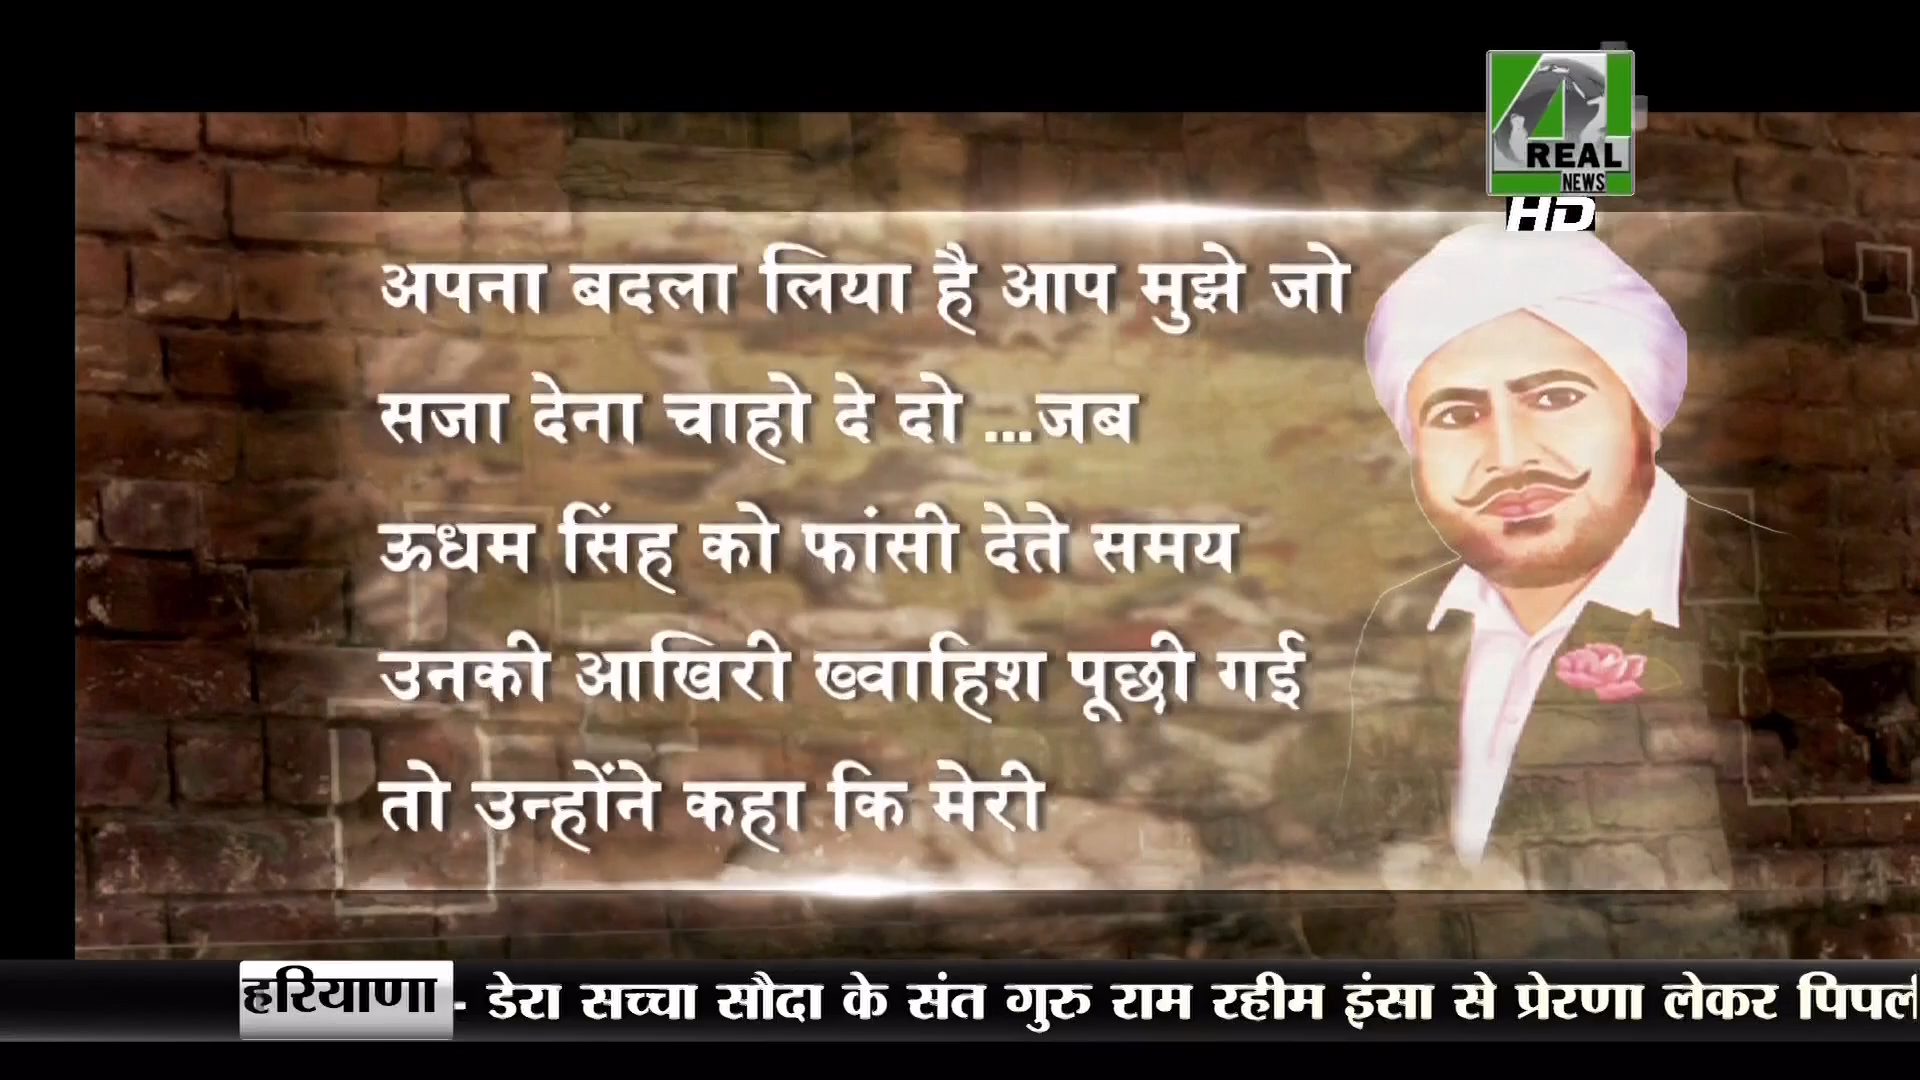 4
REAL
NEWS
HD
अपना बदला लिया है आप मुझे जो
सजा देना चाहो दे दो ...जब
ऊधम सिंह को फांसी देते समय
उनकी आखिरी ख्वाहिश पूछी गई
तो उन्होंने कहा कि मेरी
हरियाणा - डेरा सच्चा सौदा के संत गुरु राम रहीम इंसा से प्रेरणा लेकर